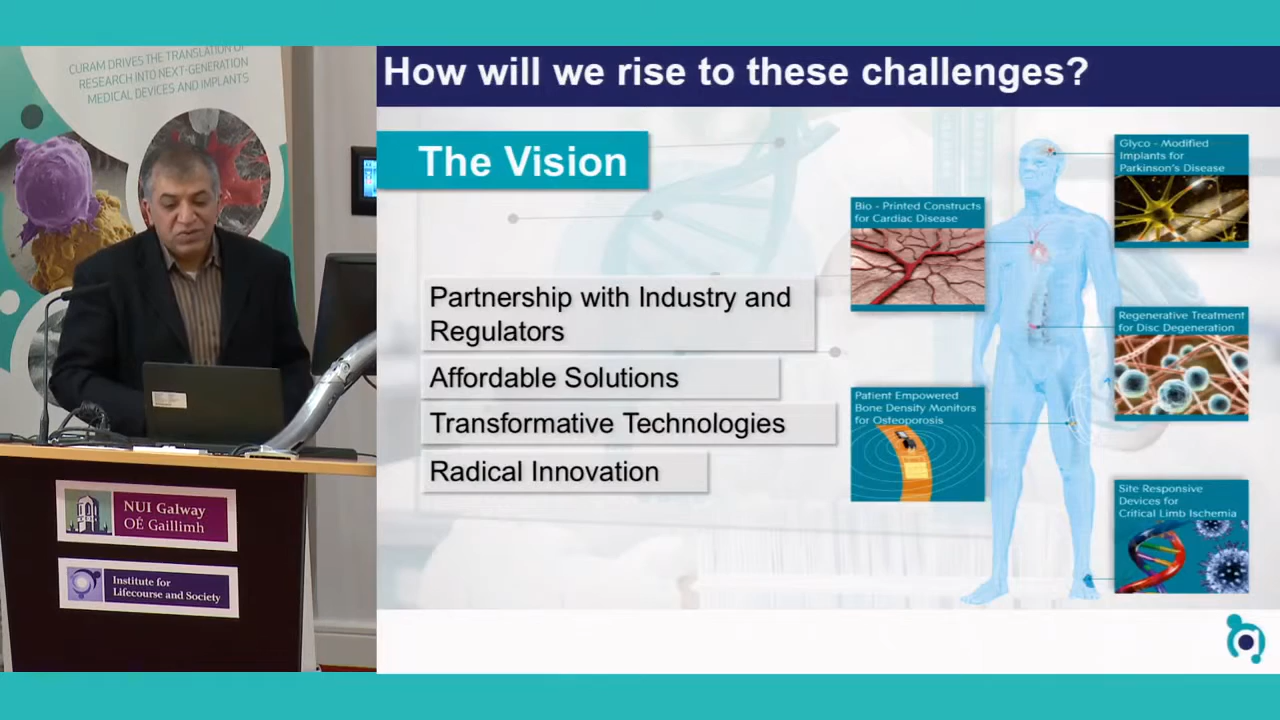 CURAM DRIVES THE TRANSLATION OF
RESEARCH INTO NEXT-GENERATION
MEDICAL DEVICES AND IMPLANTS
NUI Galway
OÉ Gaillimh
Institute for
Lifecourse and Society
How will we rise to these challenges?
The Vision
Partnership with Industry and
Regulators
Affordable Solutions
Transformative Technologies
Radical Innovation
Bio - Printed Constructs
for Cardiac Disease
Patient Empowered
Bone Density Monitors
for Osteoporosis
Glyco - Modified
Implants for
Parkinson's Disease
Regenerative Treatment
for Disc Degeneration
Site Responsive
Devices for
Critical Limb Ischemia